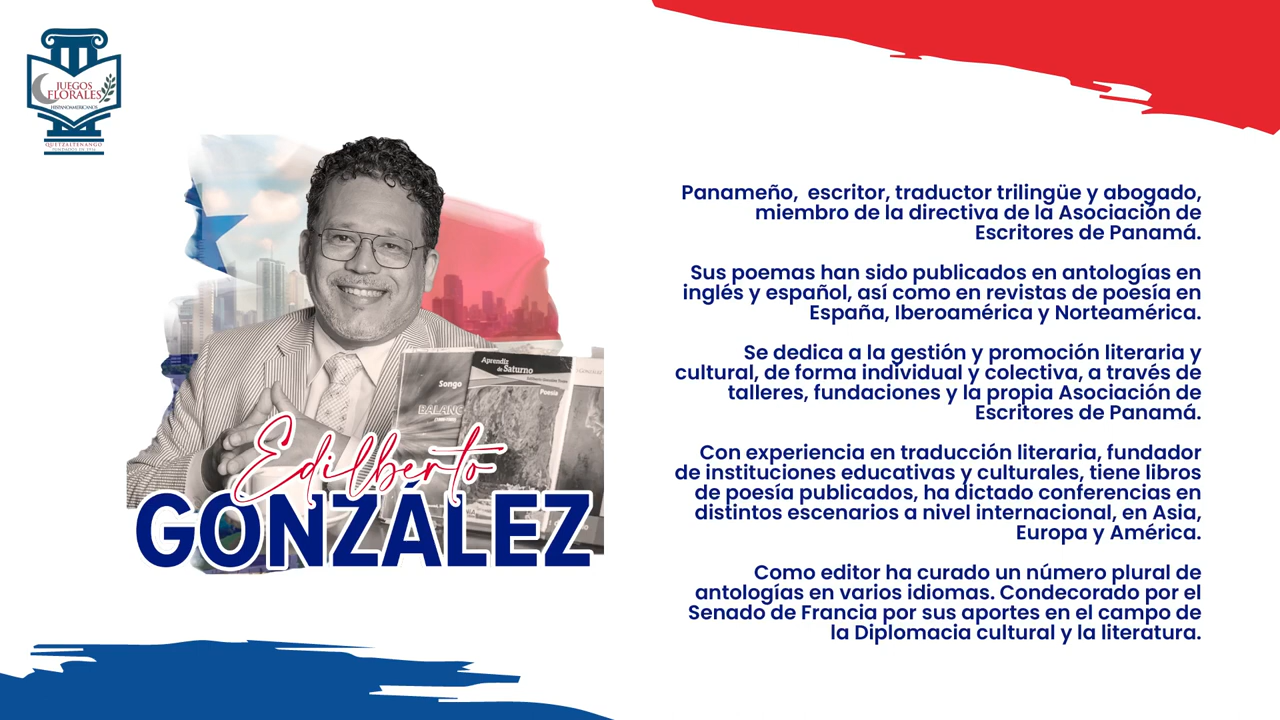 JUEGOS
FLORALES
HISPANOAMERICANOS
QUETZALTENANGO
Aprendiz
de Saturno
Songo
Poesía
BALANC
Edilberto
GONZÁLEZ
Panameño,  escritor, traductor trilingüe y abogado,
miembro de la directiva de la Asociación de
Escritores de Panamá.
Sus poemas han sido publicados en antologías en
inglés y español, así como en revistas de poesía en
España, Iberoamérica y Norteamérica.
Se dedica a la gestión y promoción literaria y
cultural, de forma individual y colectiva, a través de
talleres, fundaciones y la propia Asociación de
Escritores de Panamá.
Con experiencia en traducción literaria, fundador
de instituciones educativas y culturales, tiene libros
de poesía publicados, ha dictado conferencias en
distintos escenarios a nivel internacional, en Asia,
Europa y América.
Como editor ha curado un número plural de
antologías en varios idiomas. Condecorado por el
Senado de Francia por sus aportes en el campo de
la Diplomacia cultural y la literatura.